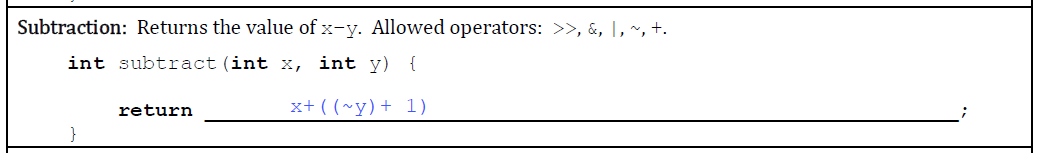 Subtraction: Returns the value of x-y. Allowed operators: >>, &, |, ~, +.
int subtract(int x, int y) {
return x+((~y)+ 1) ;
}